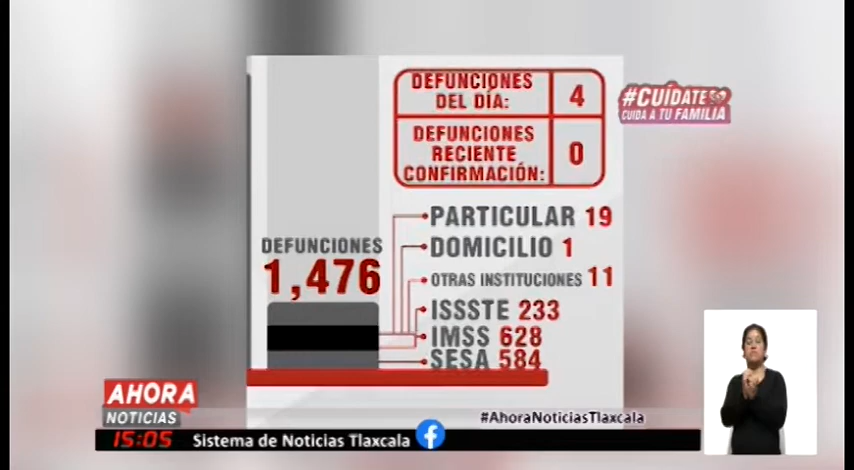 DEFUNCIONES
DEL DÍA:
4
DEFUNCIONES
RECIENTE
CONFIRMACIÓN:
0
#CUÍDATE
CUIDA A TU FAMILIA
DEFUNCIONES
1,476
PARTICULAR 19
DOMICILIO 1
OTRAS INSTITUCIONES 11
ISSSTE 233
IMSS 628
SESA 584
AHORA
NOTICIAS
#AhoraNoticiasTlaxcala
15:05
Sistema de Noticias Tlaxcala